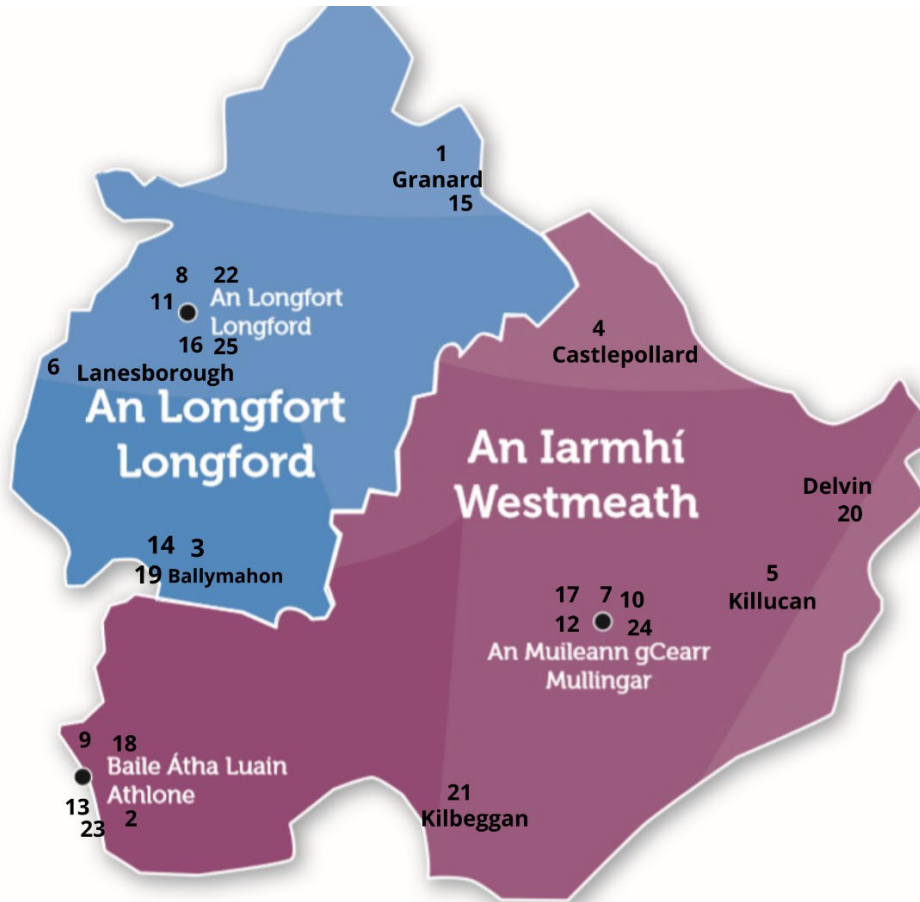 1
Granard
15
8 22
11
An Longfort
Longford
16 25
6 Lanesborough
An Longfort
Longford
4
Castlepollard
An Iarmhí
Westmeath
Delvin
20
14 3
19 Ballymahon
5
Killucan
17 7 10
12 24
An Muileann gCearr
Mullingar
9 18
Baile Átha Luain
Athlone
13 2
23
21
Kilbeggan